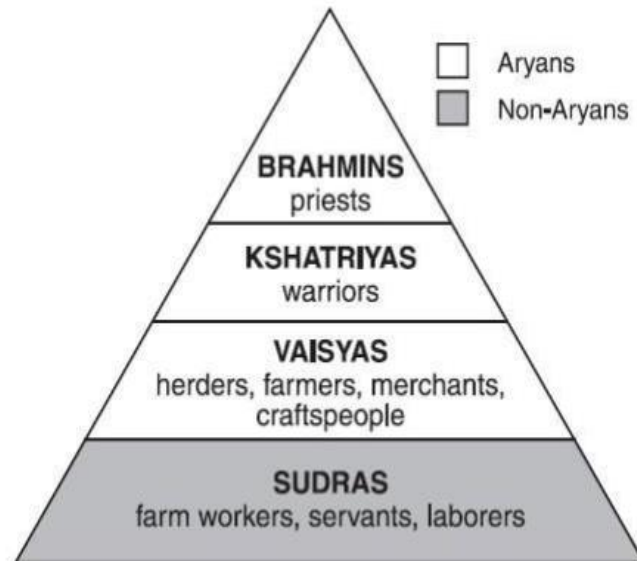 Aryans
Non-Aryans
BRAHMINS
priests
KSHATRIYAS
warriors
VAISYAS
herders, farmers, merchants,
craftspeople
SUDRAS
farm workers, servants, laborers